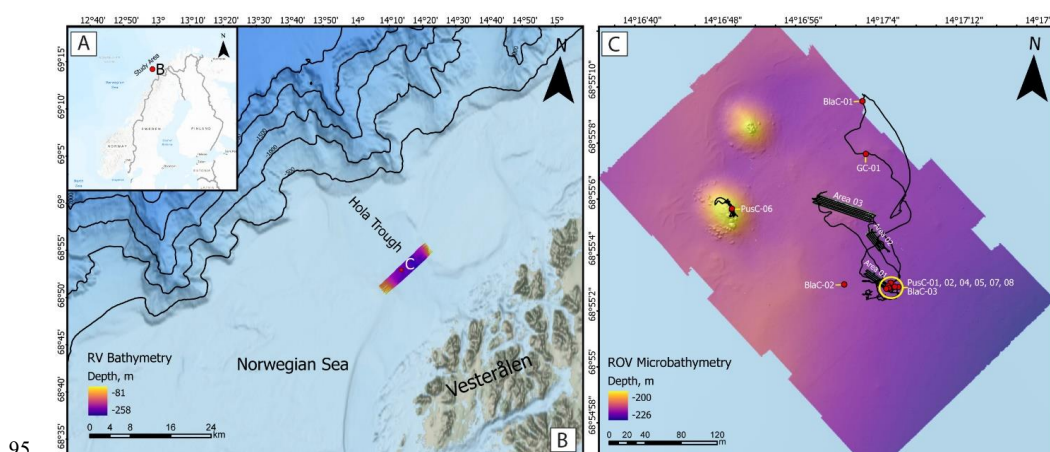 12°40' 12°50' 13° 13°10' 13°20' 13°30' 13°40' 13°50' 14° 14°10' 14°20' 14°30' 14°40' 14°50' 15°
A
N
Study Area
B
NORWAY
SWEDEN
FINLAND
69°15'
69°10'
69°5'
69°
68°55'
68°50'
68°45'
68°40'
68°35'
-1500
-1000
-500
N
Hola Trough
C
RV Bathymetry
Depth, m
-81
-258
0 4 8 12 16 24
km
Norwegian Sea
Vesterålen
B
14°16'40" 14°16'48" 14°16'56" 14°17'4" 14°17'12"
C
N
68°55'10"
68°55'8"
68°55'6"
68°55'4"
68°55'2"
68°55'
68°54'58"
BlaC-01
GC-01
Area 03
PusC-06
Area 02
Area 01
BlaC-02
PusC-01, 02, 04, 05, 07, 08
BlaC-03
ROV Microbathymetry
Depth, m
-200
-226
0 10 20 40 60 80 120
m
95